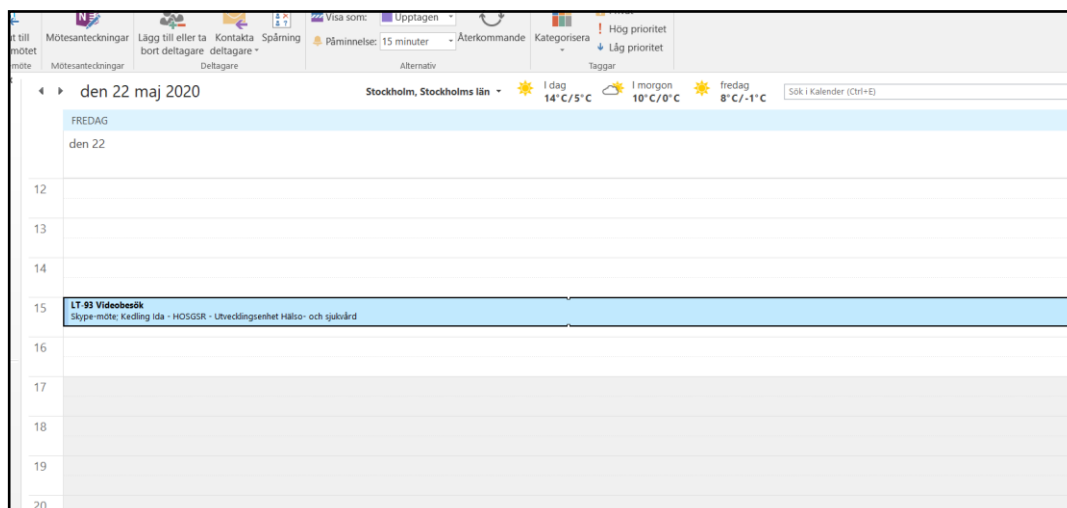 t till
mötet
möte
Mötesanteckningar
Mötesanteckningar
Lägg till eller ta
bort deltagare
Kontakta
deltagare
Spårning
Deltagare
Visa som:
Upptagen
Påminnelse:
15 minuter
Återkommande
Alternativ
Kategorisera
Hög prioritet
Låg prioritet
Taggar
den 22 maj 2020
Stockholm, Stockholms län
I dag
14°C/5°C
I morgon
10°C/0°C
fredag
8°C/-1°C
Sök i Kalender (Ctrl+E)
FREDAG
den 22
12
13
14
15
LT-93 Videobesök
Skype-möte; Kedling Ida - HOSGSR - Utvecklingsenhet Hälso- och sjukvård
16
17
18
19
20